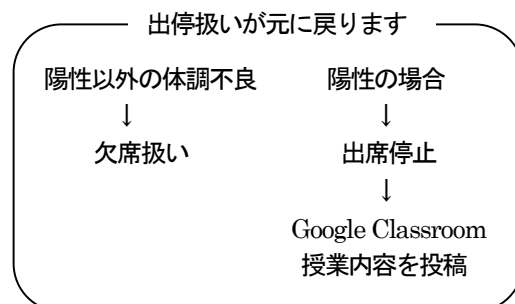 出停扱いが元に戻ります
陽性以外の体調不良
↓
欠席扱い
陽性の場合
↓
出席停止
↓
Google Classroom
授業内容を投稿